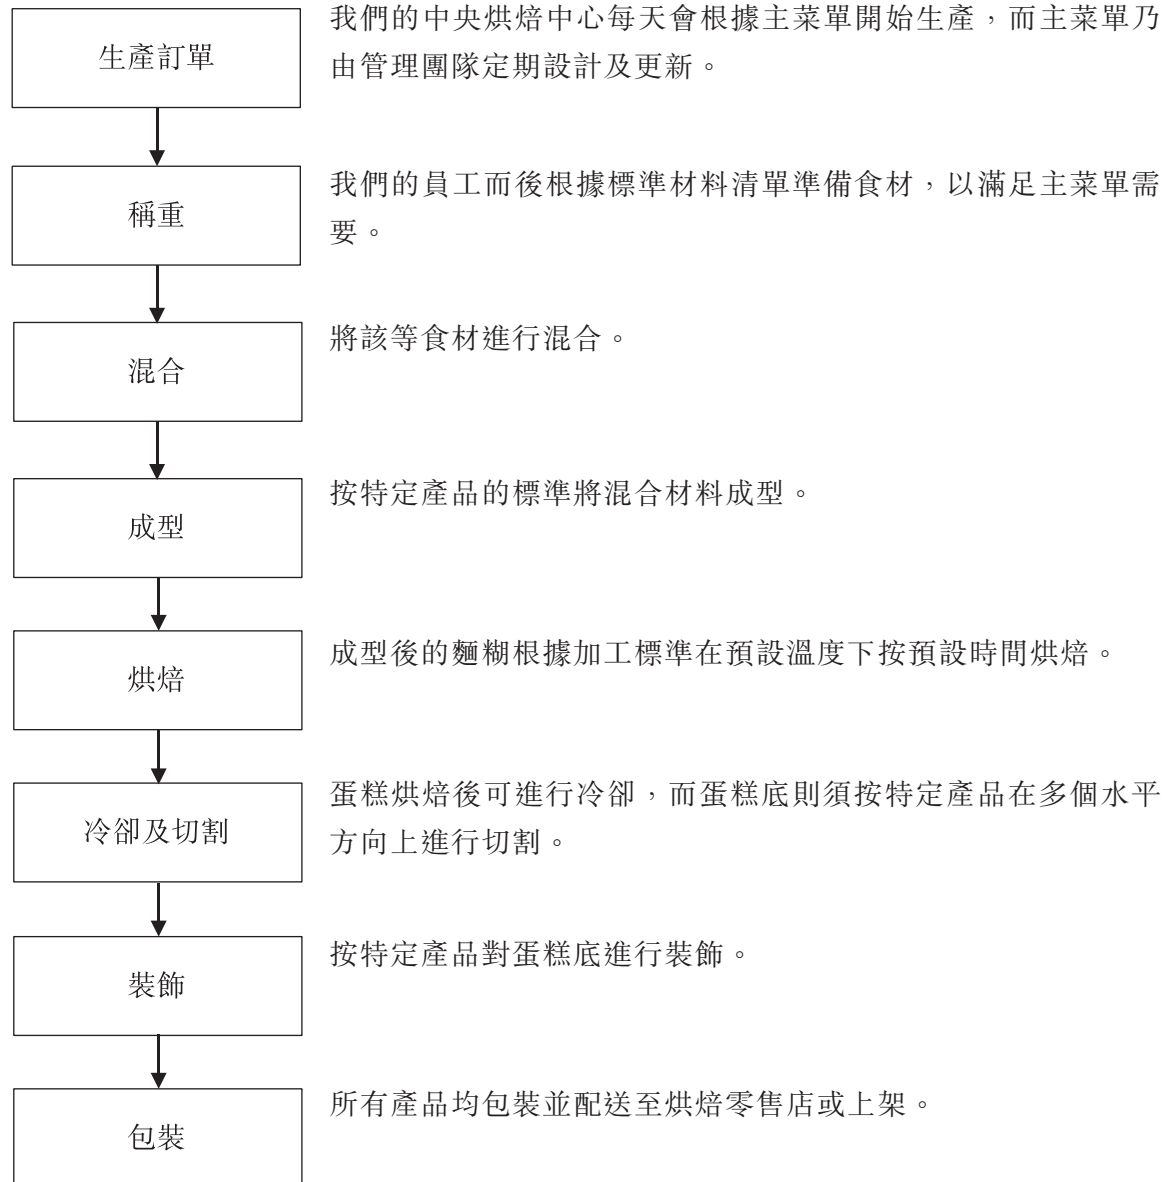 生產訂單
我們的中央烘焙中心每天會根據主菜單開始生產，而主菜單乃
由管理團隊定期設計及更新。
稱重
我們的員工而後根據標準材料清單準備食材，以滿足主菜單需
要。
混合
將該等食材進行混合。
成型
按特定產品的標準將混合材料成型。
烘焙
成型後的麵糊根據加工標準在預設溫度下按預設時間烘焙。
冷卻及切割
蛋糕烘焙後可進行冷卻，而蛋糕底則須按特定產品在多個水平
方向上進行切割。
裝飾
按特定產品對蛋糕底進行裝飾。
包裝
所有產品均包裝並配送至烘焙零售店或上架。